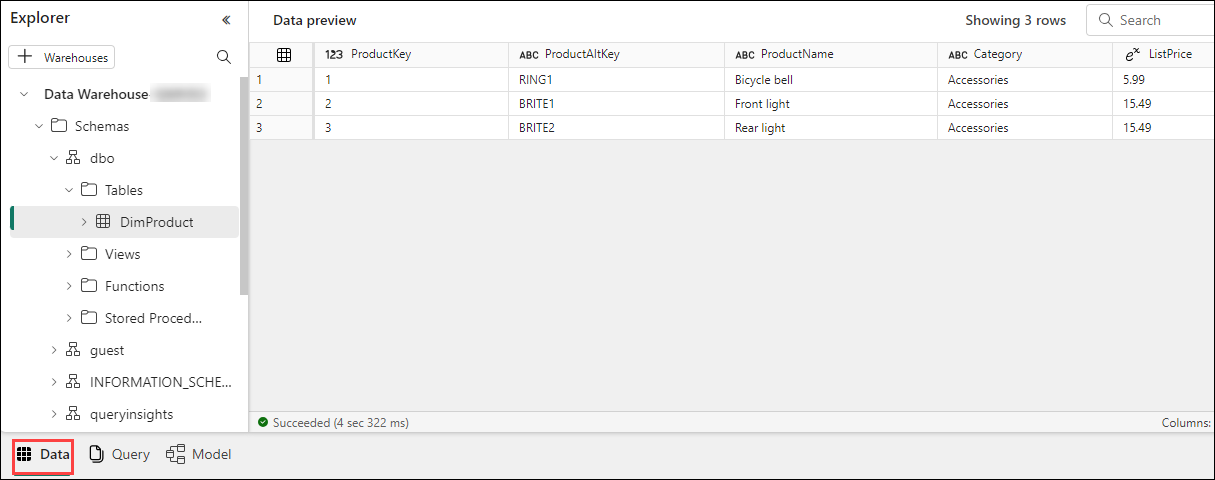 Explorer
Warehouses
Data Warehouse
Schemas
dbo
Tables
DimProduct
Views
Functions
Stored Proced...
guest
INFORMATION_SCHE...
queryinsights
Data preview
Showing 3 rows
Search
123 ProductKey ABC ProductAltKey ABC ProductName ABC Category eˣ ListPrice
1 1 RING1 Bicycle bell Accessories 5.99
2 2 BRITE1 Front light Accessories 15.49
3 3 BRITE2 Rear light Accessories 15.49
Succeeded (4 sec 322 ms)
Columns:
Data Query Model